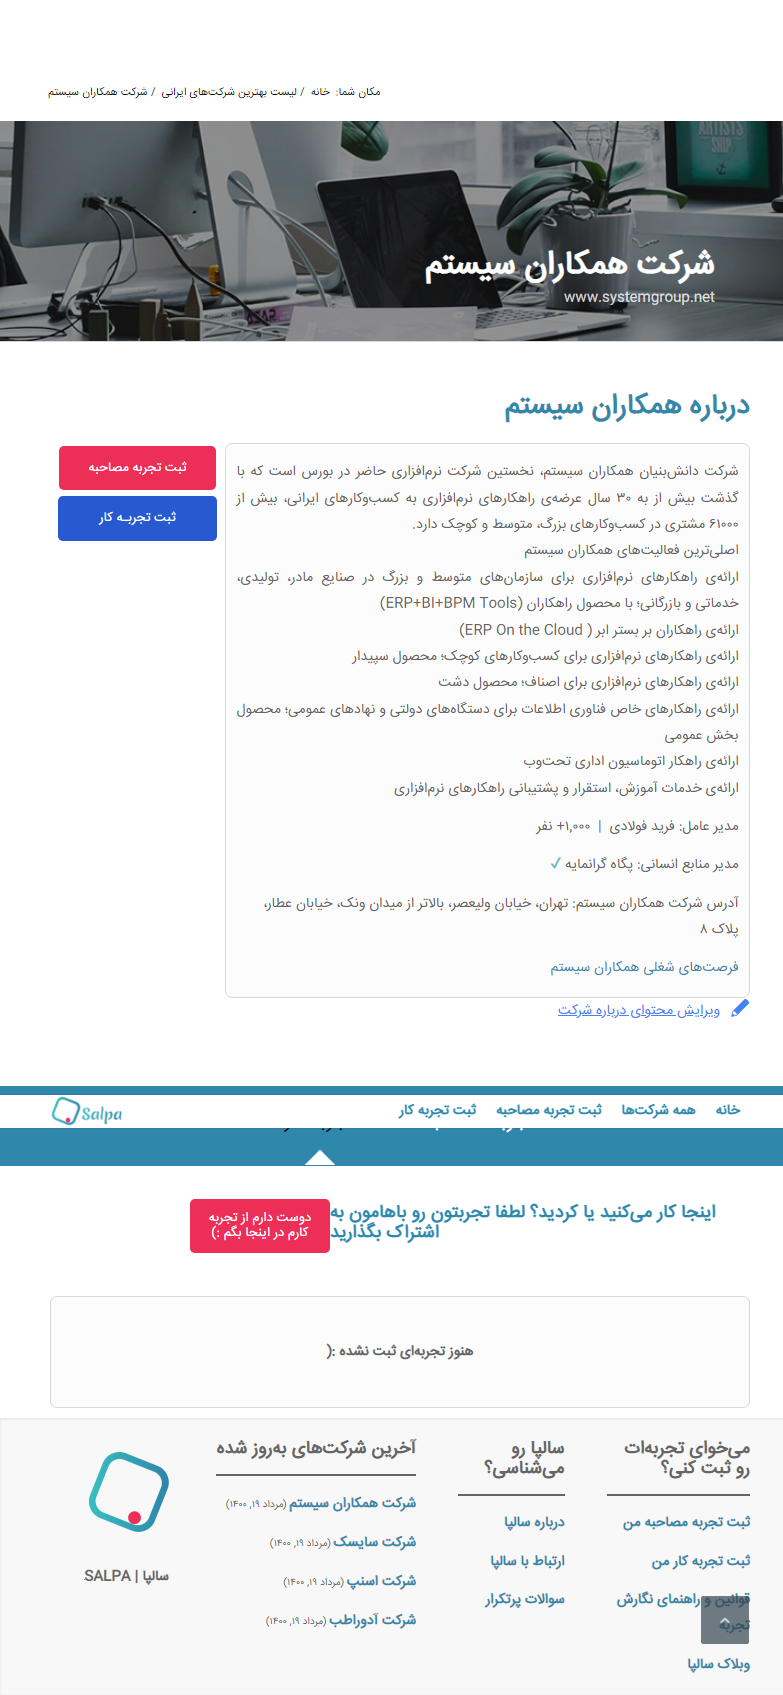 مکان شما: خانه / لیست بهترین شرکت‌های ایرانی / شرکت همکاران سیستم
ARTISTS
SHIP
شرکت همکاران سیستم
www.systemgroup.net
درباره همکاران سیستم
ثبت تجربه مصاحبه
ثبت تجربـه کار
شرکت دانش‌بنیان همکاران سیستم، نخستین شرکت نرم‌افزاری حاضر در بورس است که با
گذشت بیش از به ۳۰ سال عرضه‌ی راهکارهای نرم‌افزاری به کسب‌وکارهای ایرانی، بیش از
۶۱۰۰۰ مشتری در کسب‌وکارهای بزرگ، متوسط و کوچک دارد.
اصلی‌ترین فعالیت‌های همکاران سیستم
ارائه‌ی راهکارهای نرم‌افزاری برای سازمان‌های متوسط و بزرگ در صنایع مادر، تولیدی،
خدماتی و بازرگانی؛ با محصول راهکاران (ERP+BI+BPM Tools)
ارائه‌ی راهکاران بر بستر ابر ( ERP On the Cloud)
ارائه‌ی راهکارهای نرم‌افزاری برای کسب‌وکارهای کوچک؛ محصول سپیدار
ارائه‌ی راهکارهای نرم‌افزاری برای اصناف؛ محصول دشت
ارائه‌ی راهکارهای خاص فناوری اطلاعات برای دستگاه‌های دولتی و نهادهای عمومی؛ محصول
بخش عمومی
ارائه‌ی راهکار اتوماسیون اداری تحت‌وب
ارائه‌ی خدمات آموزش، استقرار و پشتیبانی راهکارهای نرم‌افزاری
مدیر عامل: فرید فولادی | ۱,۰۰۰+ نفر
مدیر منابع انسانی: پگاه گرانمایه ✓
آدرس شرکت همکاران سیستم: تهران، خیابان ولیعصر، بالاتر از میدان ونک، خیابان عطار،
پلاک ۸
فرصت‌های شغلی همکاران سیستم
ویرایش محتوای درباره شرکت
خانه همه شرکت‌ها ثبت تجربه مصاحبه ثبت تجربه کار
Salpa
اینجا کار می‌کنید یا کردید؟ لطفا تجربتون رو باهامون به
اشتراک بگذارید
دوست دارم از تجربه
کارم در اینجا بگم :)
هنوز تجربه‌ای ثبت نشده :(
می‌خوای تجربه‌ات
رو ثبت کنی؟
ثبت تجربه مصاحبه من
ثبت تجربه کار من
قوانین و راهنمای نگارش
تجربه
وبلاگ سالپا
سالپا رو
می‌شناسی؟
درباره سالپا
ارتباط با سالپا
سوالات پرتکرار
آخرین شرکت‌های به‌روز شده
شرکت همکاران سیستم (مرداد ۱۹, ۱۴۰۰)
شرکت سایسک (مرداد ۱۹, ۱۴۰۰)
شرکت اسنپ (مرداد ۱۹, ۱۴۰۰)
شرکت آدوراطب (مرداد ۱۹, ۱۴۰۰)
سالپا | SALPA